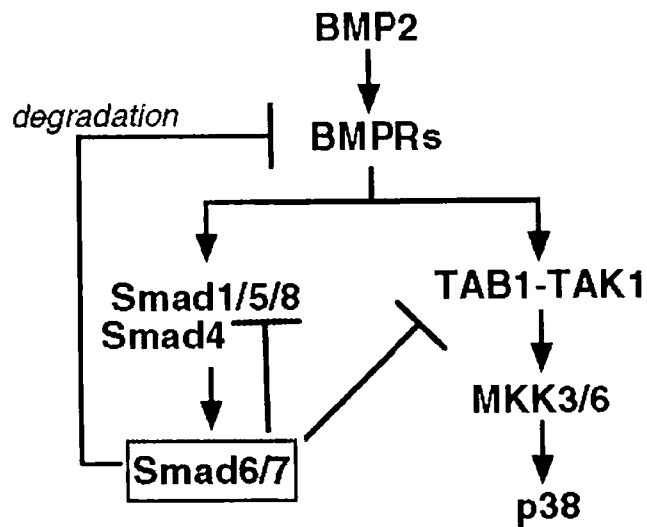 BMP2
degradation
BMPRs
Smad1/5/8
Smad4
TAB1-TAK1
MKK3/6
Smad6/7
p38